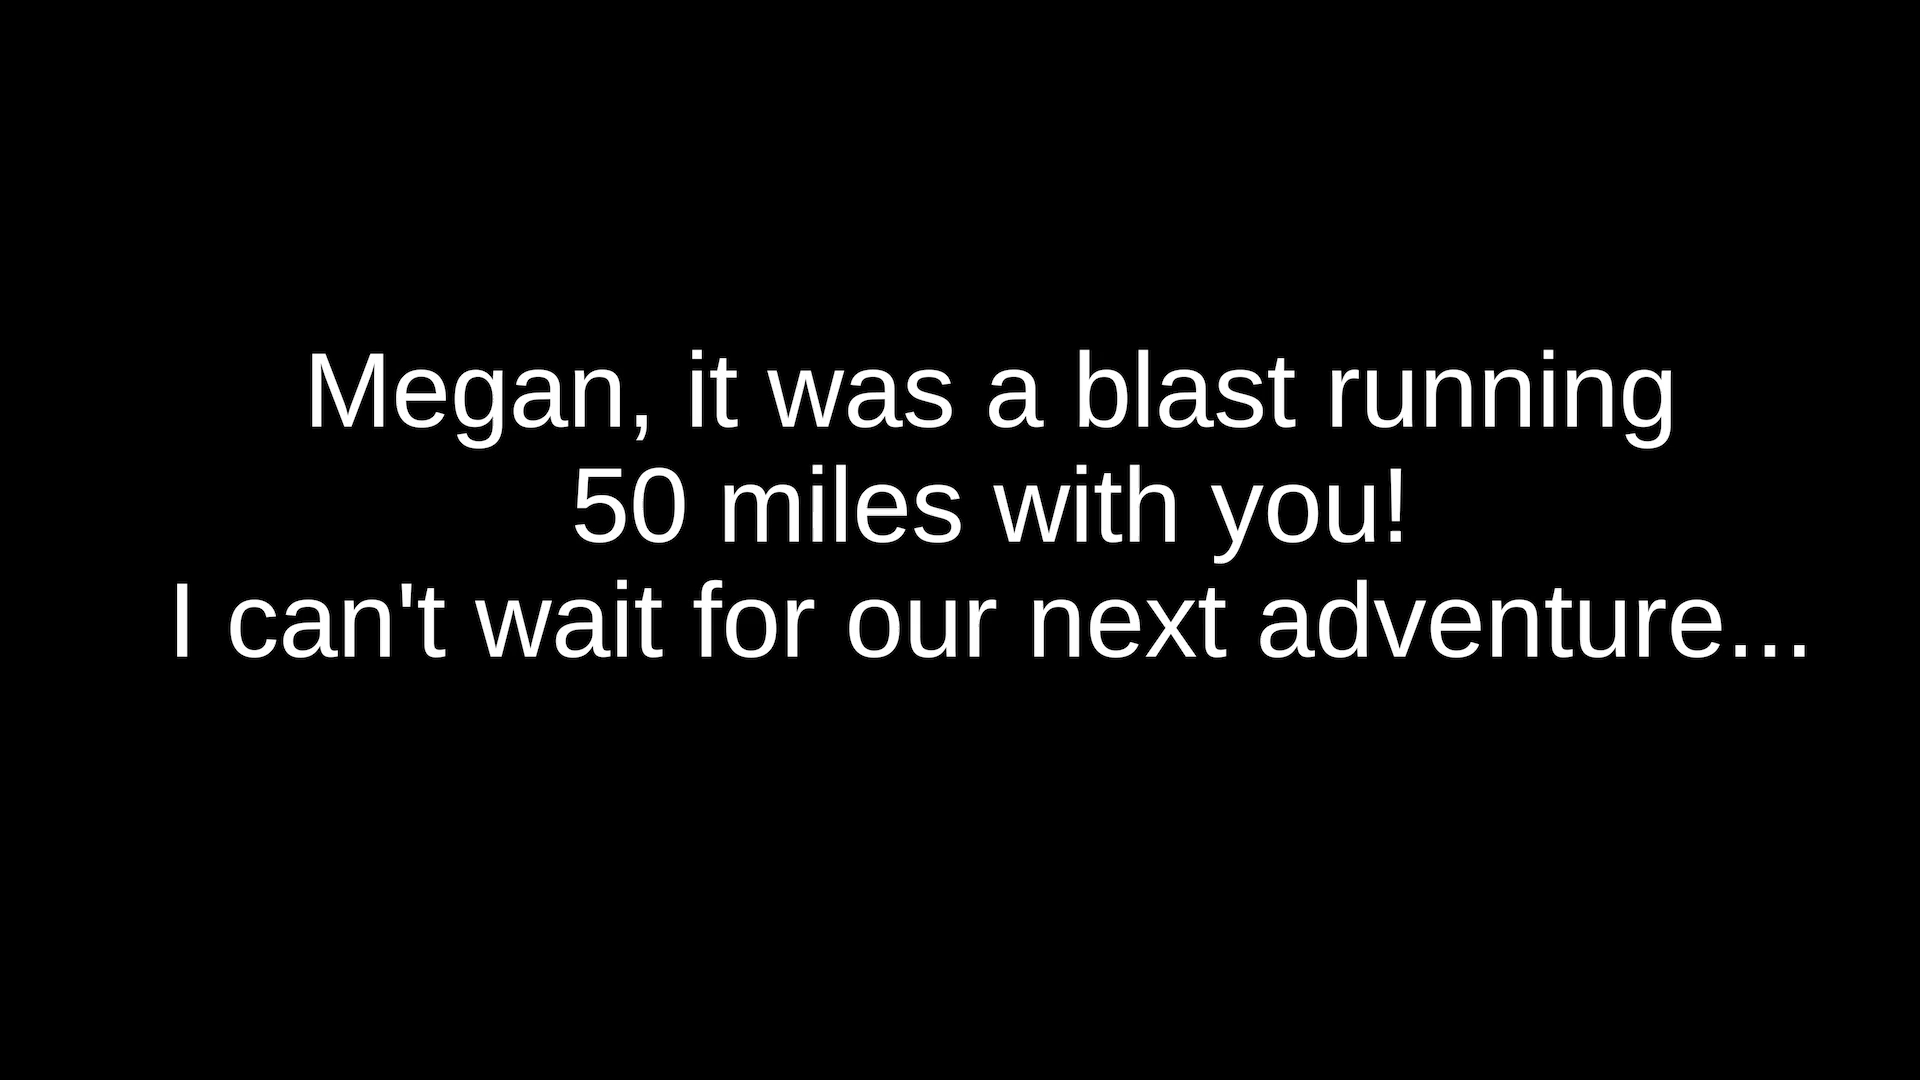 Megan, it was a blast running
50 miles with you!
I can't wait for our next adventure...